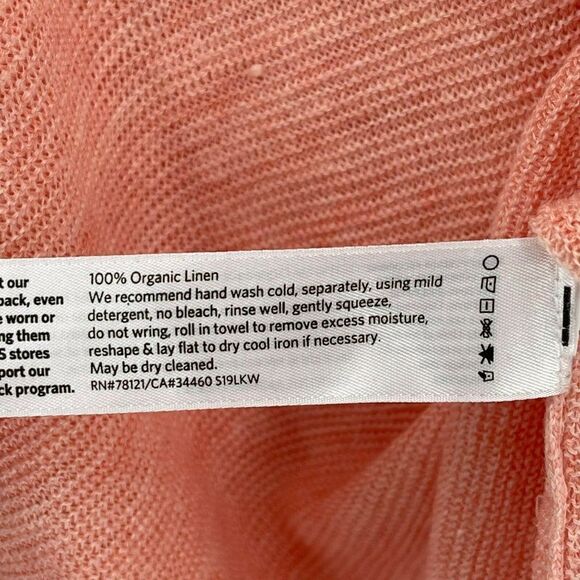 t our
pack, even
e worn or
ng them
S stores
port our
ck program.
100% Organic Linen
We recommend hand wash cold, separately, using mild
detergent, no bleach, rinse well, gently squeeze,
do not wring, roll in towel to remove excess moisture,
reshape & lay flat to dry cool iron if necessary.
May be dry cleaned.
RN#78121/CA#34460 S19LKW